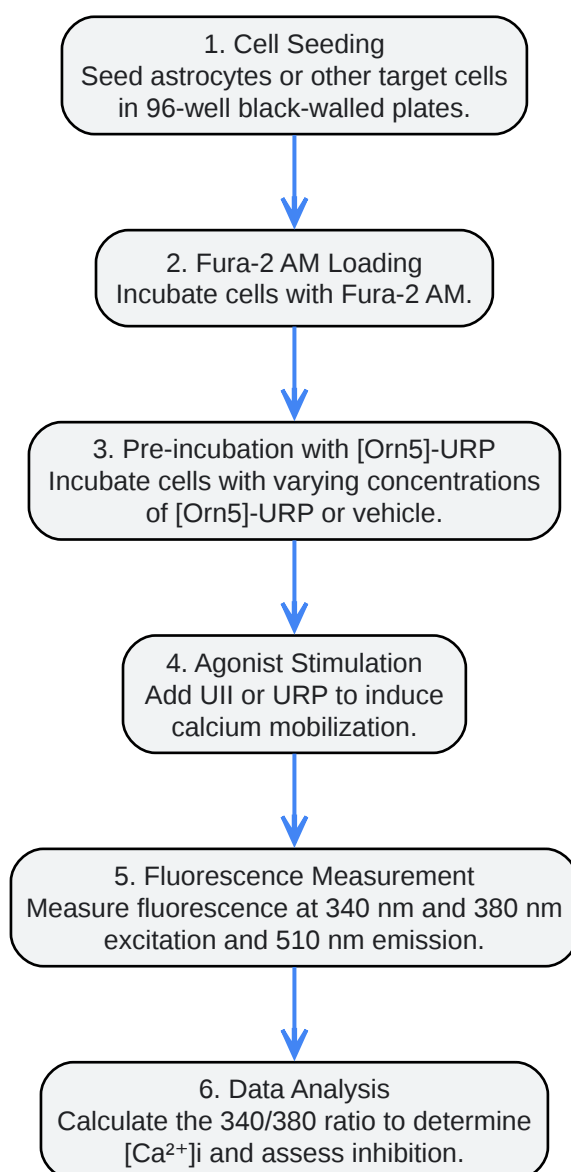 1. Cell Seeding
Seed astrocytes or other target cells
in 96-well black-walled plates.
2. Fura-2 AM Loading
Incubate cells with Fura-2 AM.
3. Pre-incubation with [Orn5]-URP
Incubate cells with varying concentrations
of [Orn5]-URP or vehicle.
4. Agonist Stimulation
Add UII or URP to induce
calcium mobilization.
5. Fluorescence Measurement
Measure fluorescence at 340 nm and 380 nm
excitation and 510 nm emission.
6. Data Analysis
Calculate the 340/380 ratio to determine
[Ca²⁺]i and assess inhibition.